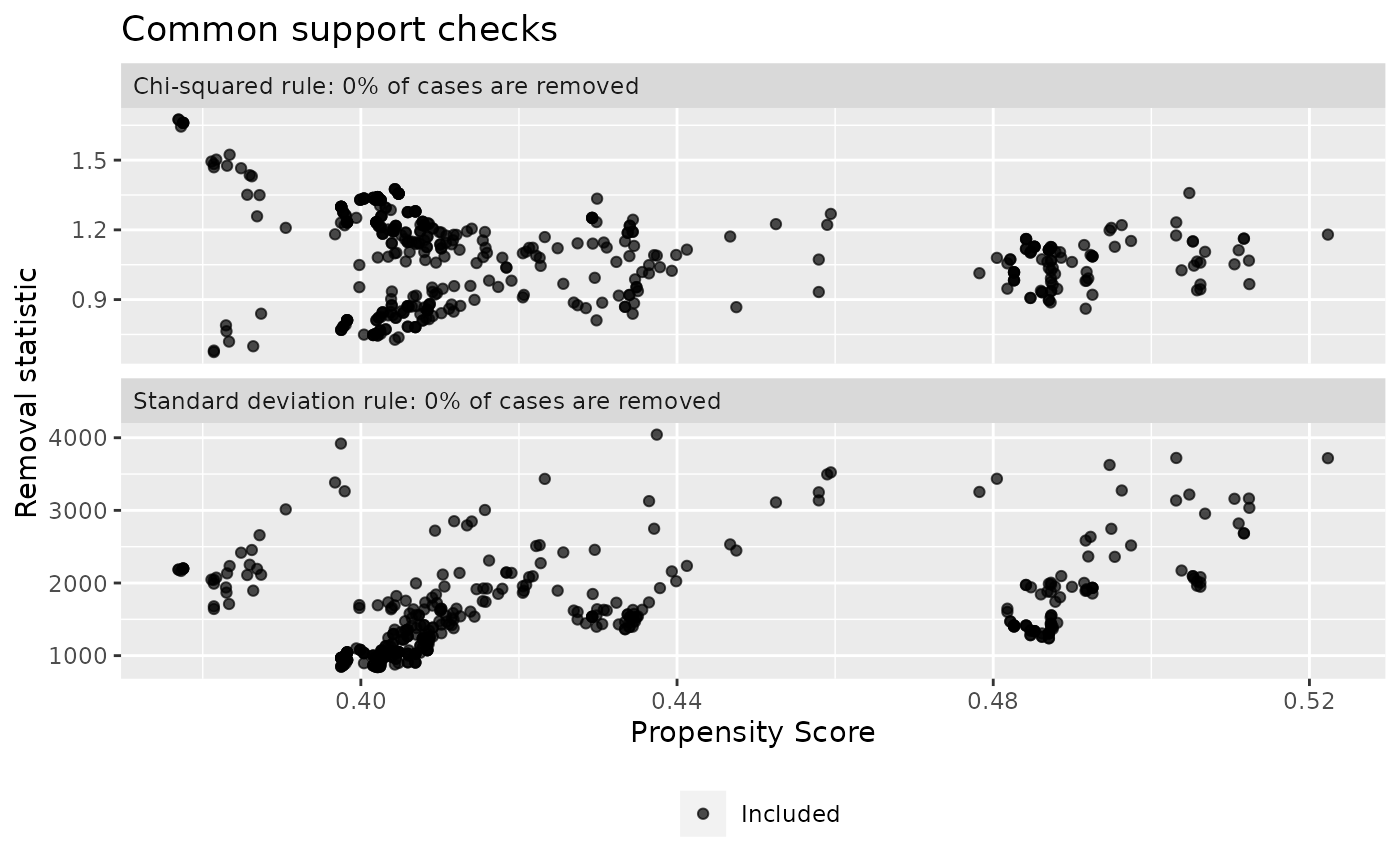 Common support checks
Chi-squared rule: 0% of cases are removed
1.5
1.2
0.9
Removal statistic
Standard deviation rule: 0% of cases are removed
4000
3000
2000
1000
0.40
0.44
0.48
0.52
Propensity Score
Included